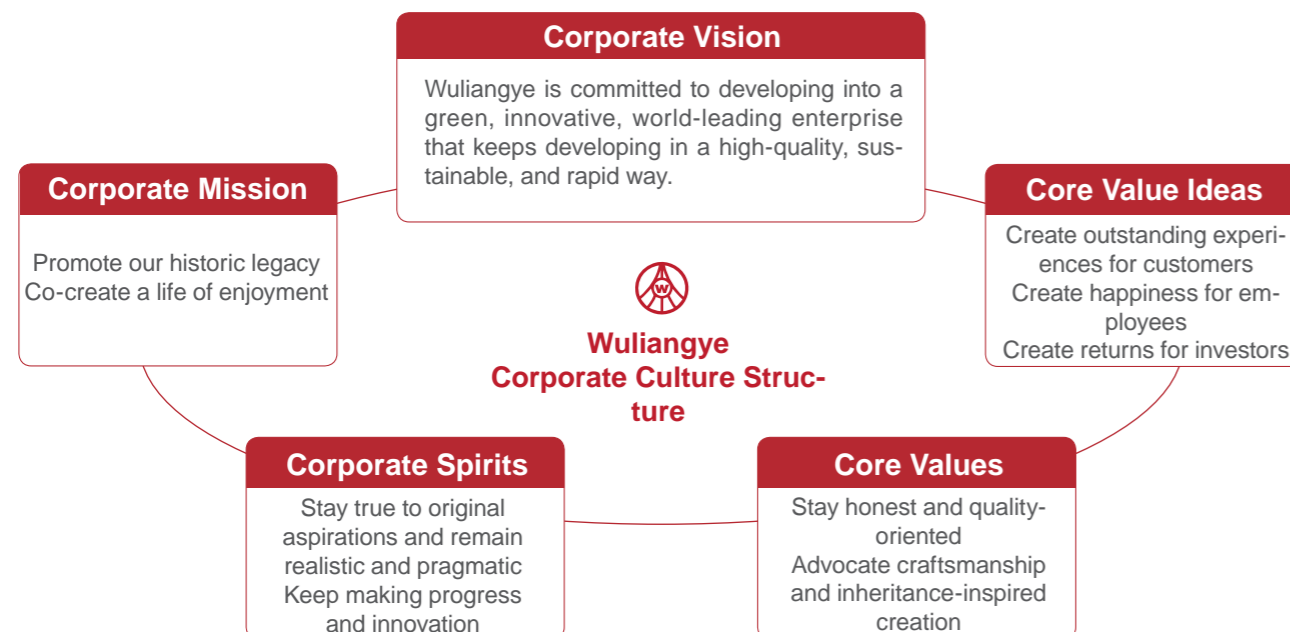 Corporate Vision
Wuliangye is committed to developing into a
green, innovative, world-leading enterprise
that keeps developing in a high-quality, sus-
tainable, and rapid way.
Corporate Mission
Promote our historic legacy
Co-create a life of enjoyment
Core Value Ideas
Create outstanding experi-
ences for customers
Create happiness for em-
ployees
Create returns for investors
W
Wuliangye
Corporate Culture Struc-
ture
Corporate Spirits
Stay true to original
aspirations and remain
realistic and pragmatic
Keep making progress
and innovation
Core Values
Stay honest and quality-
oriented
Advocate craftsmanship
and inheritance-inspired
creation